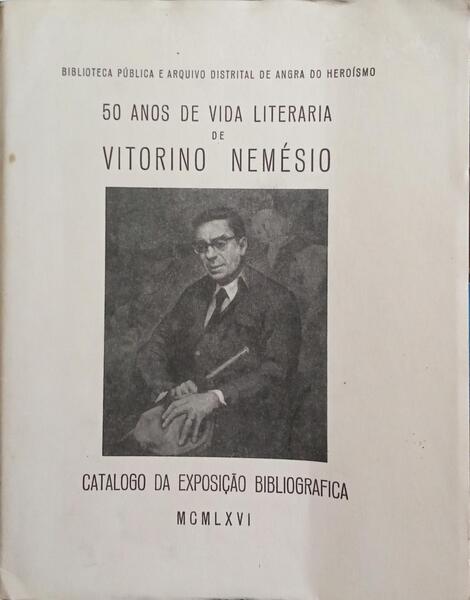 BIBLIOTECA PÚBLICA E ARQUIVO DISTRITAL DE ANGRA DO HEROÍSMO
50 ANOS DE VIDA LITERARIA
DE
VITORINO NEMÉSIO
CATALOGO DA EXPOSIÇÃO BIBLIOGRAFICA
MCMLXVI